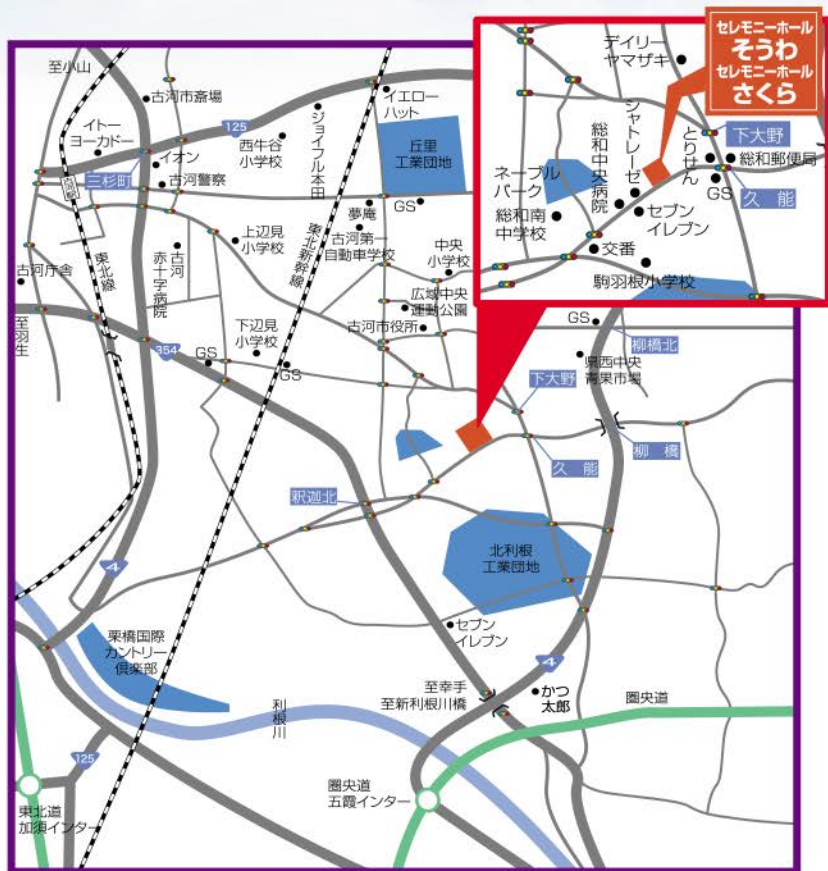 セレモニーホール
そうわ
セレモニーホール
さくら
デイリー
ヤマザキ
シャトレーゼ
総和中央病院
とりせん
下大野
総和郵便局
GS
久能
ネーブル
パーク
総和南
中学校
セブン
イレブン
交番
駒羽根小学校
至小山
古河市斎場
イエロー
ハット
イトー
ヨーカドー
125
ジョイフル本田
西牛谷
小学校
丘里
工業団地
イオン
三杉町
古河警察
夢庵
GS
古河第一
自動車学校
上辺見
小学校
東北新幹線
中央
小学校
古河庁舎
東北線
古河
赤十字病院
広域中央
運動公園
古河市役所
至羽生
下辺見
小学校
354
GS
GS
GS
柳橋北
県西中央
青果市場
下大野
久能
柳橋
釈迦北
北利根
工業団地
4
セブン
イレブン
栗橋国際
カントリー
倶楽部
4
至幸手
至新利根川橋
かつ
太郎
圏央道
利根川
125
圏央道
五霞インター
東北道
加須インター